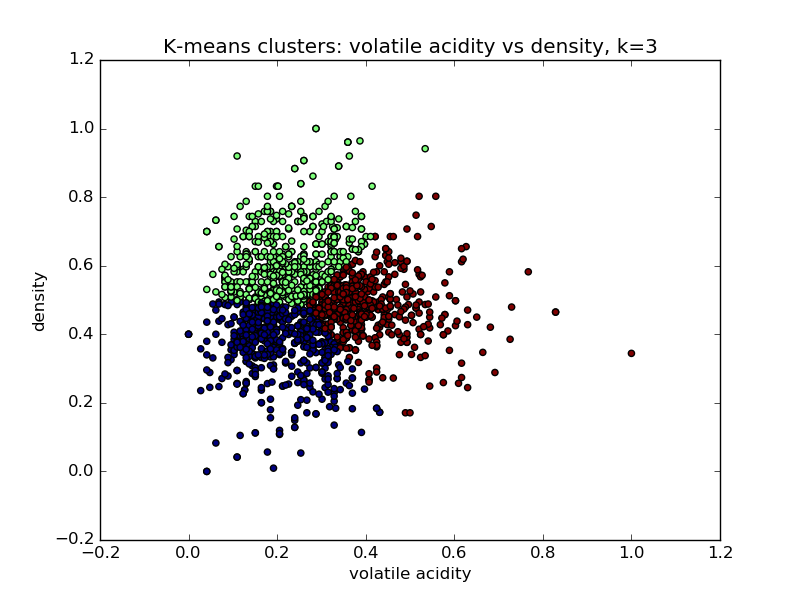 K-means clusters: volatile acidity vs density, k=3
1.2
1.0
0.8
0.6
0.4
0.2
0.0
−0.2
density
−0.2 0.0 0.2 0.4 0.6 0.8 1.0 1.2
volatile acidity